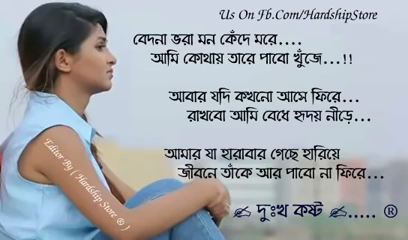 Us On Fb.Com/HardshipStore
বেদনা ভরা মন কেঁদে মরে....
আমি কোথায় তারে পাবো খুঁজে...!!
আবার যদি কখনো আসে ফিরে...
রাখবো আমি বেধে হৃদয় নীড়ে...
আমার যা হারাবার গেছে হারিয়ে
জীবনে তাঁকে আর পাবো না ফিরে...
✍ দুঃখ কষ্ট ✍..... ®
Editor By ( Hardship Store ® )